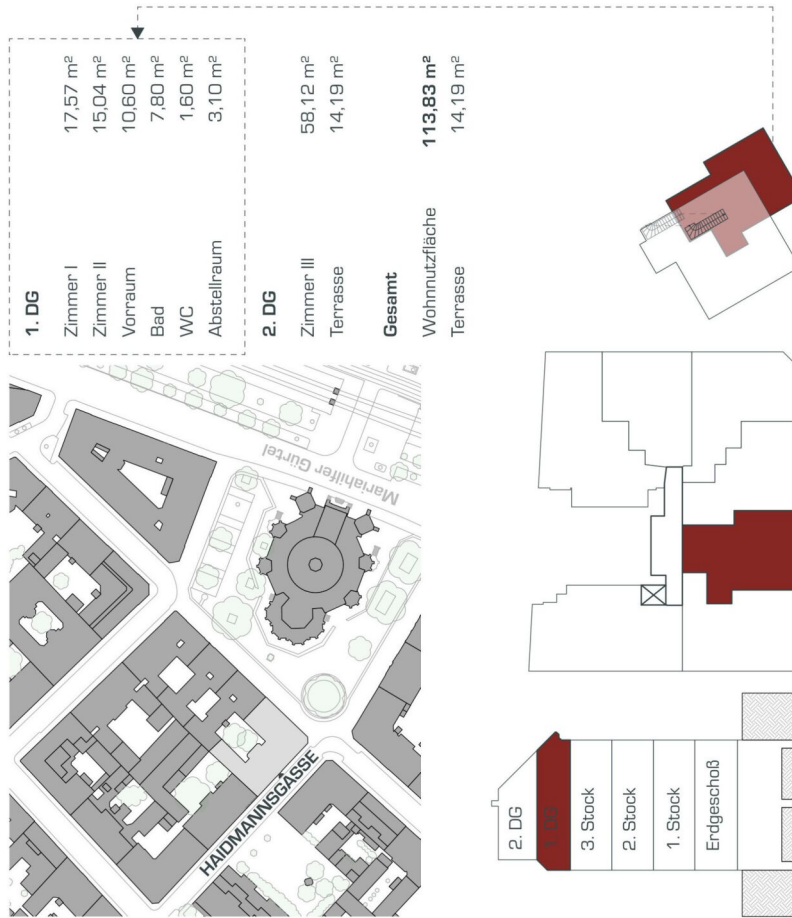 1. DG
Zimmer I 17,57 m²
Zimmer II 15,04 m²
Vorraum 10,60 m²
Bad 7,80 m²
WC 1,60 m²
Abstellraum 3,10 m²
2. DG
Zimmer III 58,12 m²
Terrasse 14,19 m²
Gesamt
Wohnnutzfläche 113,83 m²
Terrasse 14,19 m²
Mariahilfer Gürtel
HAIDMANNSGASSE
2. DG
1. DG
3. Stock
2. Stock
1. Stock
Erdgeschoß